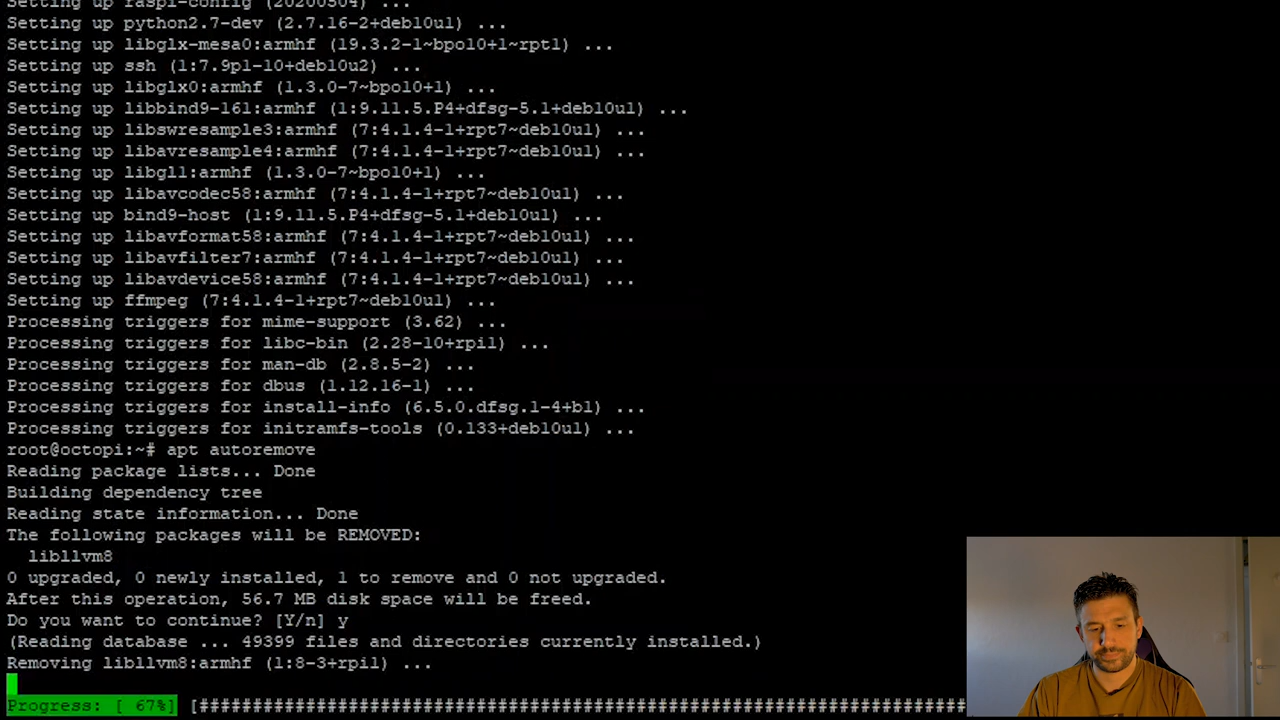 Setting up raspi-config (20200504) ...
Setting up python2.7-dev (2.7.16-2+deb10u1) ...
Setting up libglx-mesa0:armhf (19.3.2-1~bpo10+1~rpt1) ...
Setting up ssh (1:7.9p1-10+deb10u2) ...
Setting up libglx0:armhf (1.3.0-7~bpo10+1) ...
Setting up libbind9-161:armhf (1:9.11.5.P4+dfsg-5.1+deb10u1) ...
Setting up libswresample3:armhf (7:4.1.4-1+rpt7~deb10u1) ...
Setting up libavresample4:armhf (7:4.1.4-1+rpt7~deb10u1) ...
Setting up libgl1:armhf (1.3.0-7~bpo10+1) ...
Setting up libavcodec58:armhf (7:4.1.4-1+rpt7~deb10u1) ...
Setting up bind9-host (1:9.11.5.P4+dfsg-5.1+deb10u1) ...
Setting up libavformat58:armhf (7:4.1.4-1+rpt7~deb10u1) ...
Setting up libavfilter7:armhf (7:4.1.4-1+rpt7~deb10u1) ...
Setting up libavdevice58:armhf (7:4.1.4-1+rpt7~deb10u1) ...
Setting up ffmpeg (7:4.1.4-1+rpt7~deb10u1) ...
Processing triggers for mime-support (3.62) ...
Processing triggers for libc-bin (2.28-10+rpi1) ...
Processing triggers for man-db (2.8.5-2) ...
Processing triggers for dbus (1.12.16-1) ...
Processing triggers for install-info (6.5.0.dfsg.1-4+b1) ...
Processing triggers for initramfs-tools (0.133+deb10u1) ...
root@octopi:~# apt autoremove
Reading package lists... Done
Building dependency tree
Reading state information... Done
The following packages will be REMOVED:
  libllvm8
0 upgraded, 0 newly installed, 1 to remove and 0 not upgraded.
After this operation, 56.7 MB disk space will be freed.
Do you want to continue? [Y/n] y
(Reading database ... 49399 files and directories currently installed.)
Removing libllvm8:armhf (1:8-3+rpi1) ...
Progress: [ 67%] [########################################################################